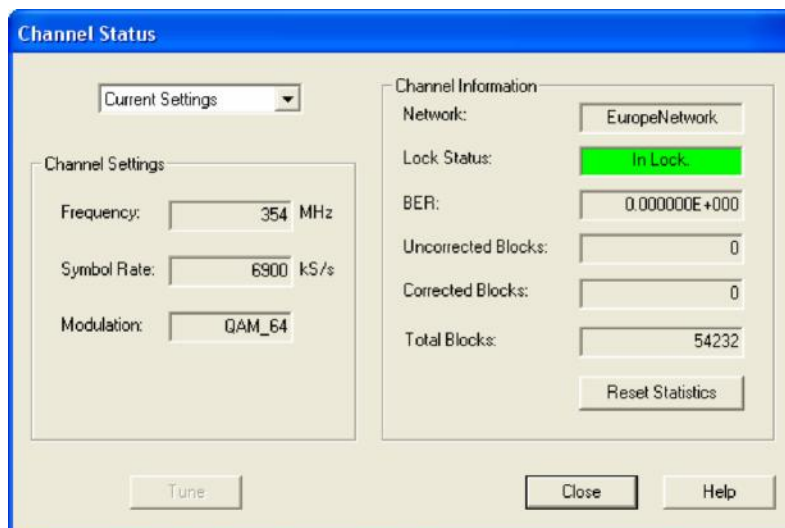 Channel Status
Current Settings
Channel Settings
Frequency: 354 MHz
Symbol Rate: 6900 kS/s
Modulation: QAM_64
Channel Information
Network: EuropeNetwork
Lock Status: In Lock.
BER: 0.000000E+000
Uncorrected Blocks: 0
Corrected Blocks: 0
Total Blocks: 54232
Reset Statistics
Tune
Close
Help